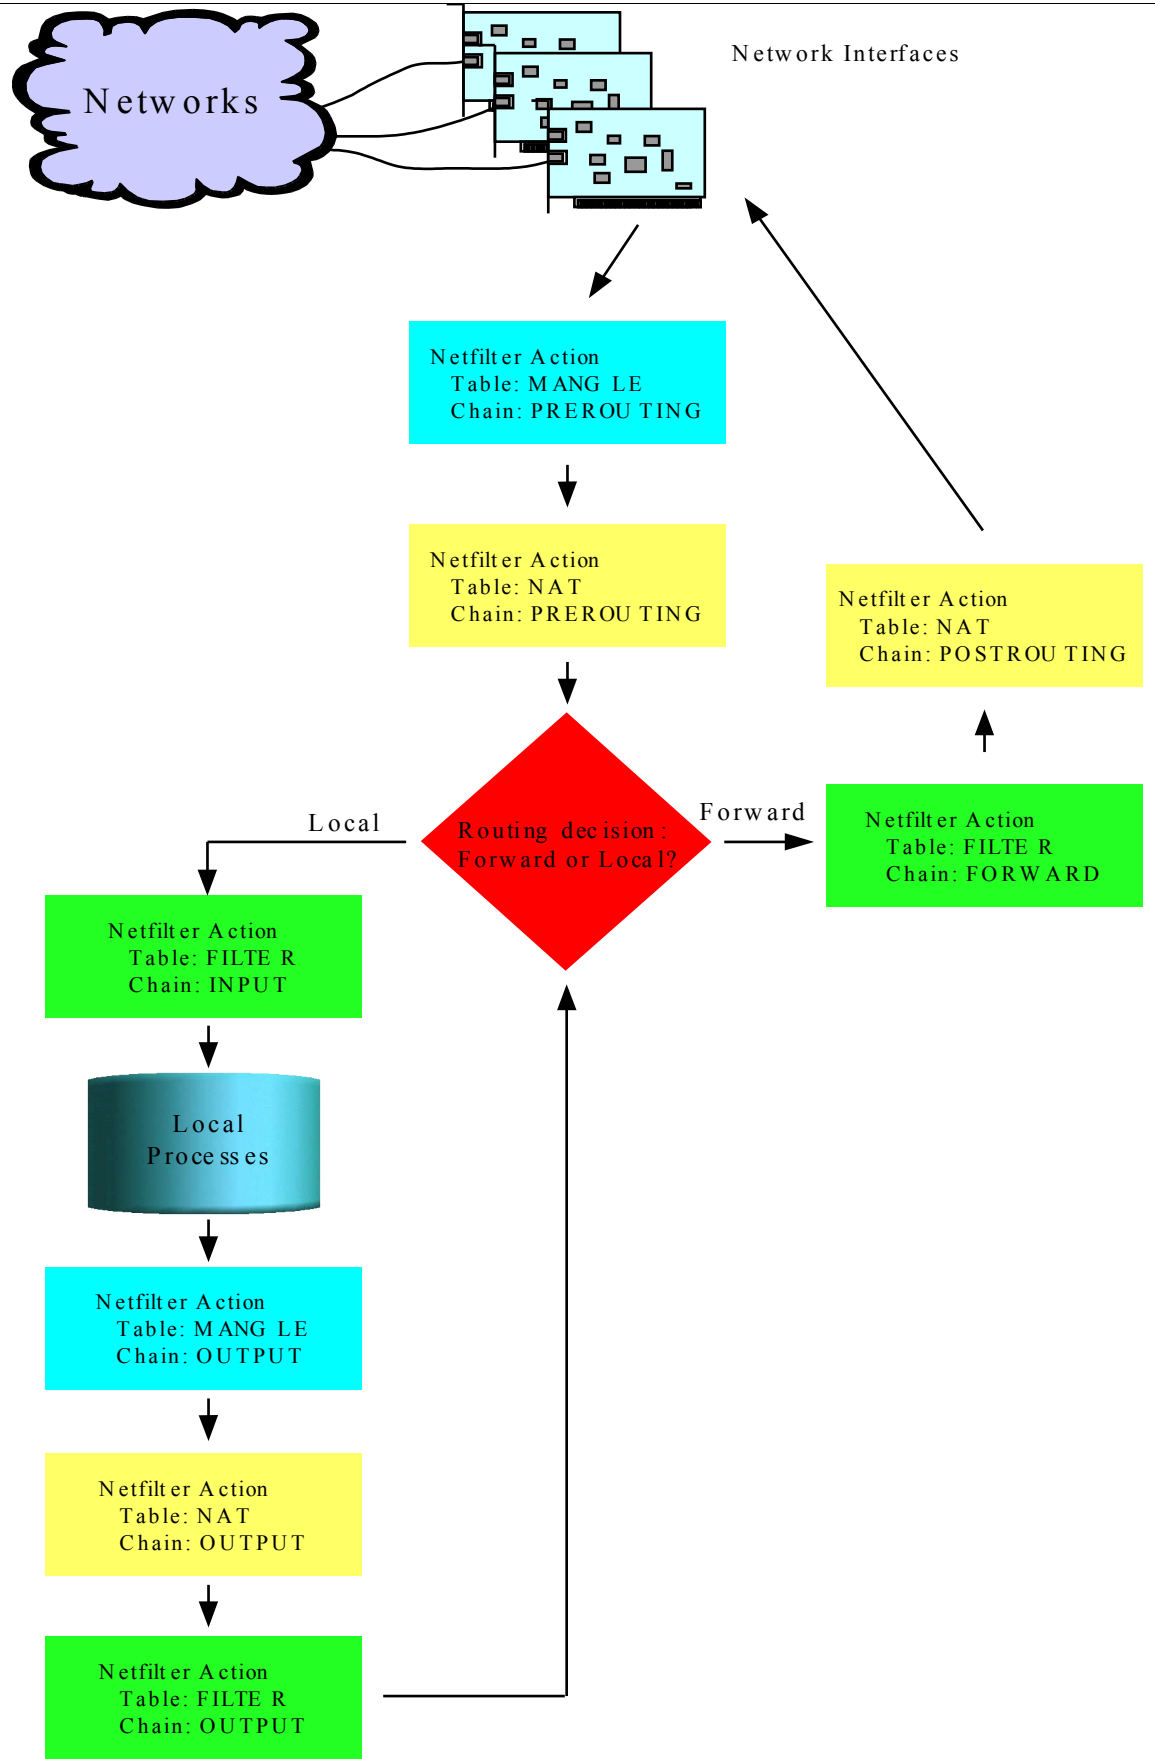 Networks
Network Interfaces
Netfilter Action
Table: MANGLE
Chain: PREROUTING
Netfilter Action
Table: NAT
Chain: PREROUTING
Netfilter Action
Table: NAT
Chain: POSTROUTING
Local
Routing decision:
Forward or Local?
Forward
Netfilter Action
Table: FILTER
Chain: FORWARD
Netfilter Action
Table: FILTER
Chain: INPUT
Local
Processes
Netfilter Action
Table: MANGLE
Chain: OUTPUT
Netfilter Action
Table: NAT
Chain: OUTPUT
Netfilter Action
Table: FILTER
Chain: OUTPUT